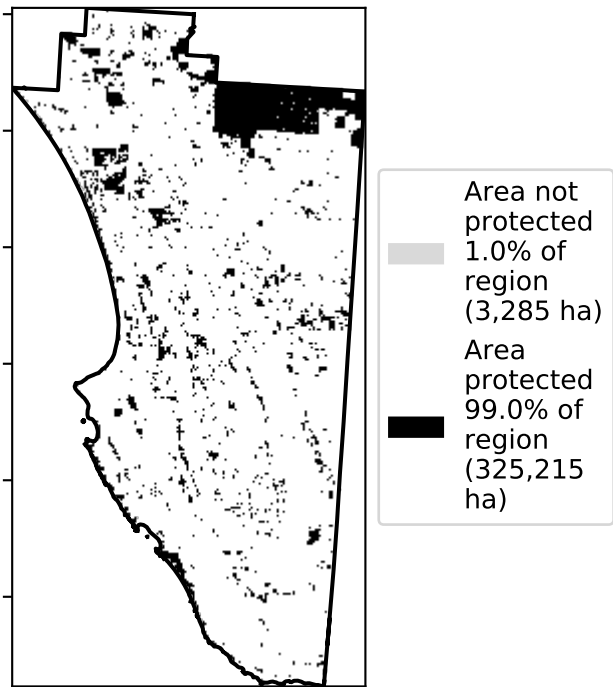 Area not
protected
1.0% of
region
(3,285 ha)
Area
protected
99.0% of
region
(325,215
ha)